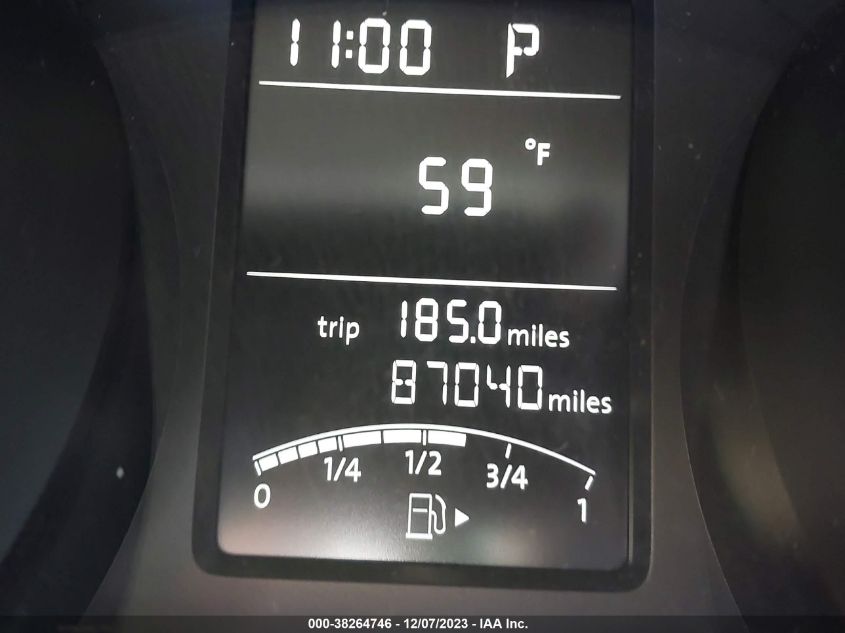 11:00 P
°F
59
trip 185.0 miles
87040 miles
0 1/4 1/2 3/4 1
000-38264746 - 12/07/2023 - IAA Inc.